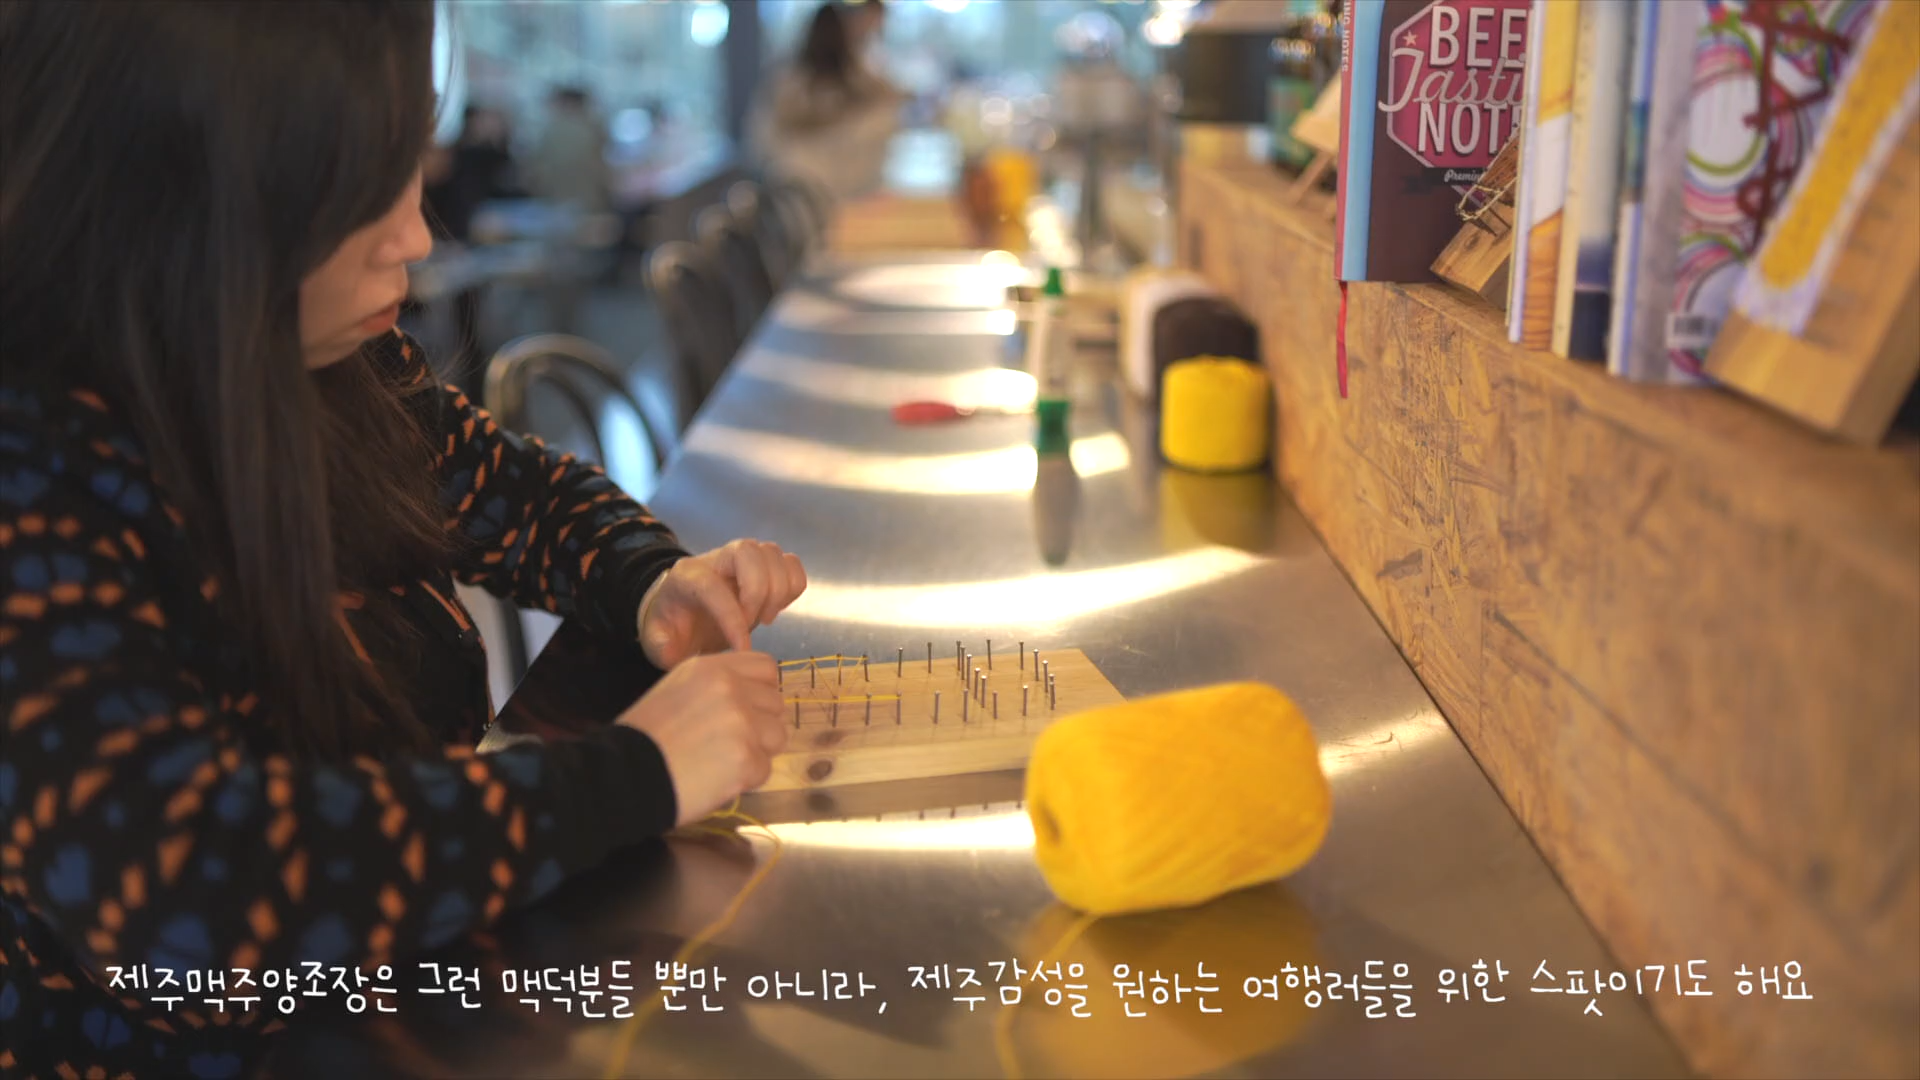 BEE
Tasti
NOT
제주맥주양조장은 그런 맥덕분들 뿐만 아니라, 제주감성을 원하는 여행러들을 위한 스팟이기도 해요